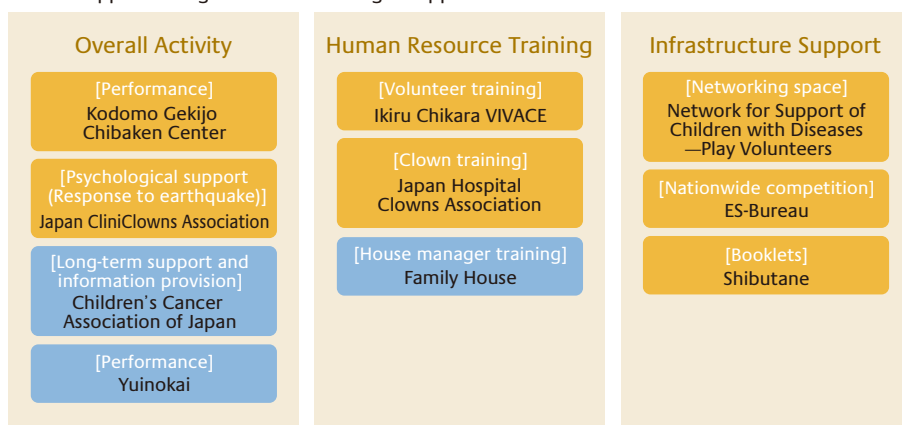 Overall Activity
[Performance]
Kodomo Gekijo
Chibaken Center
[Psychological support
(Response to earthquake)]
Japan CliniClowns Association
[Long-term support and
information provision]
Children's Cancer
Association of Japan
[Performance]
Yuinokai
Human Resource Training
[Volunteer training]
Ikiru Chikara VIVACE
[Clown training]
Japan Hospital
Clowns Association
[House manager training]
Family House
Infrastructure Support
[Networking space]
Network for Support of
Children with Diseases
—Play Volunteers
[Nationwide competition]
ES-Bureau
[Booklets]
Shibutane